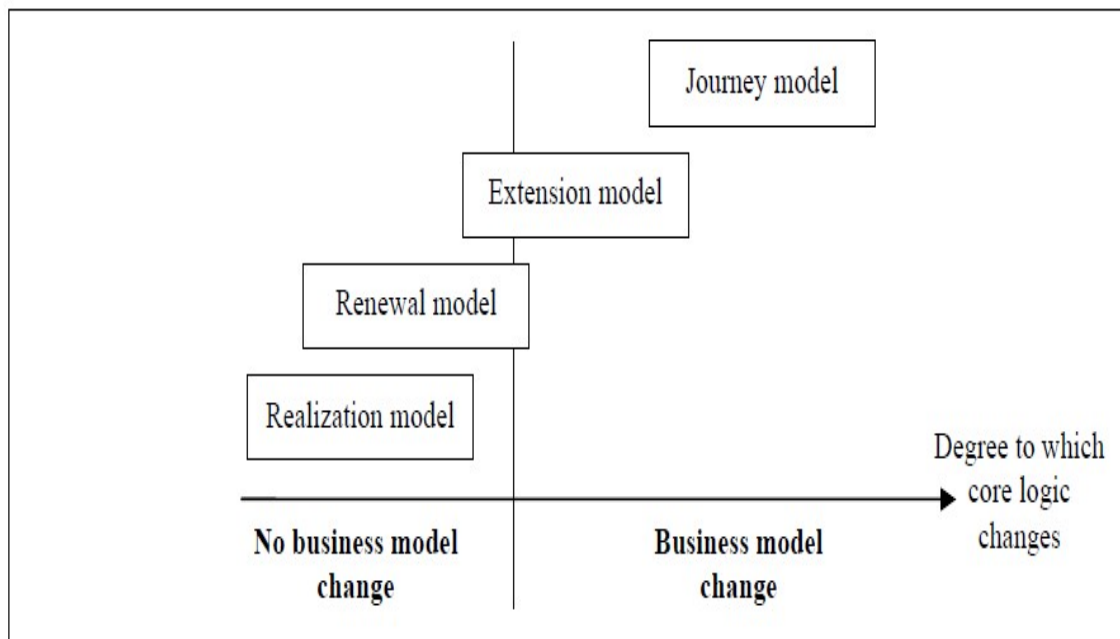 Journey model
Extension model
Renewal model
Realization model
Degree to which
core logic
changes
No business model
change
Business model
change